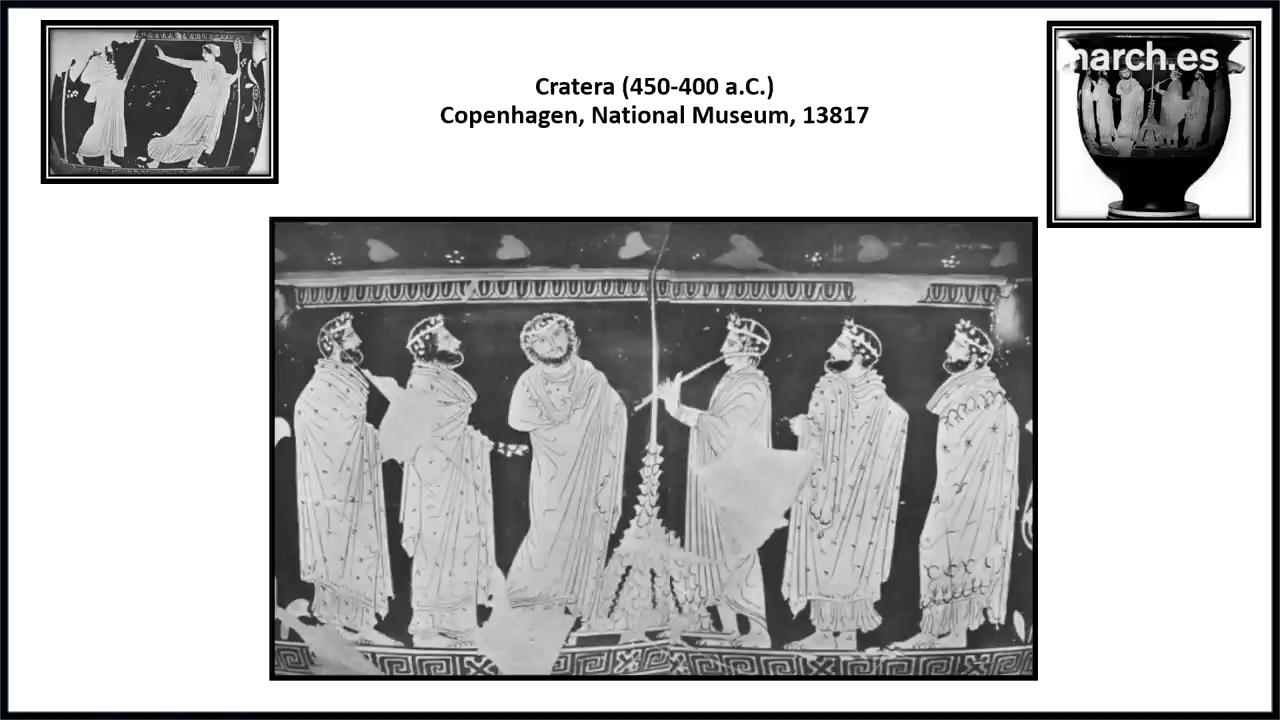 Cratera (450-400 a.C.)
Copenhagen, National Museum, 13817
march.es